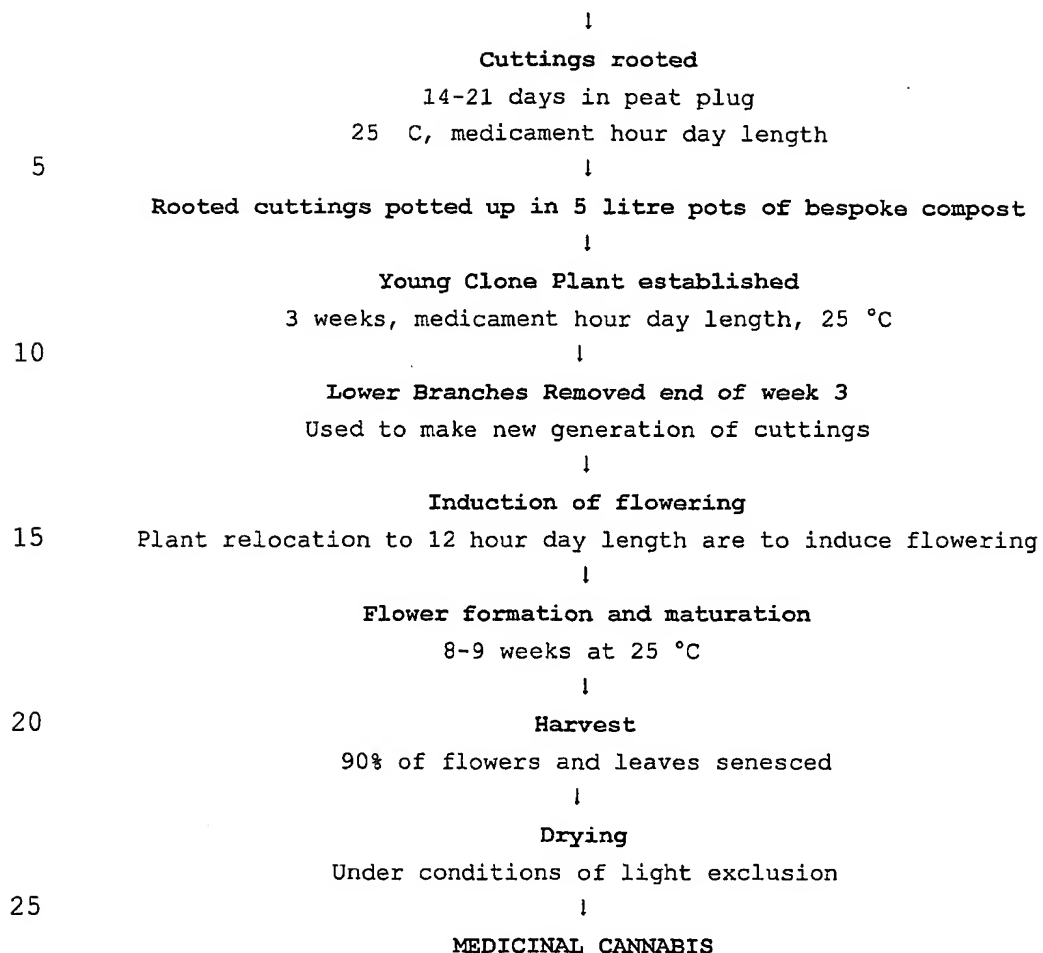 ↓
Cuttings rooted
14-21 days in peat plug
25 C, medicament hour day length
5 ↓
Rooted cuttings potted up in 5 litre pots of bespoke compost
↓
Young Clone Plant established
3 weeks, medicament hour day length, 25 °C
10 ↓
Lower Branches Removed end of week 3
Used to make new generation of cuttings
↓
Induction of flowering
15 Plant relocation to 12 hour day length are to induce flowering
↓
Flower formation and maturation
8-9 weeks at 25 °C
↓
20 Harvest
90% of flowers and leaves senesced
↓
Drying
Under conditions of light exclusion
25 ↓
MEDICINAL CANNABIS